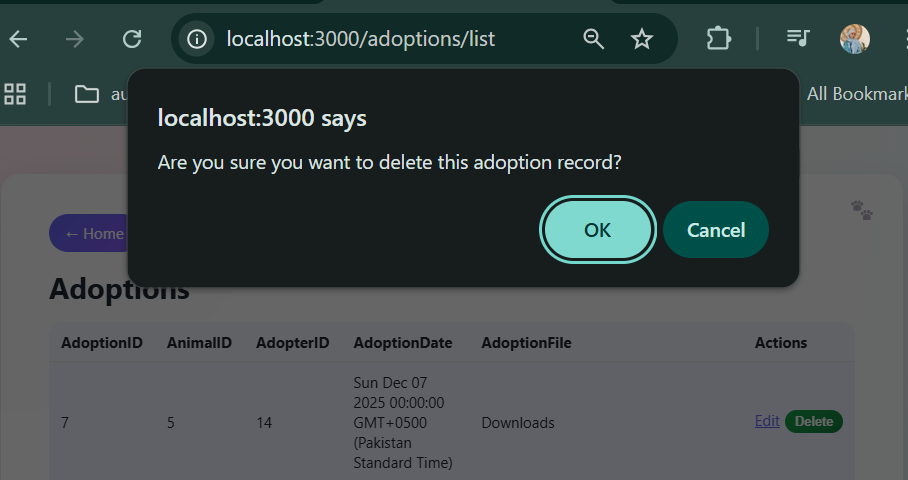 localhost:3000/adoptions/list
au
All Bookmark
localhost:3000 says
Are you sure you want to delete this adoption record?
OK
Cancel
← Home
Adoptions
AdoptionID AnimalID AdopterID AdoptionDate AdoptionFile Actions
7 5 14 Sun Dec 07
2025 00:00:00
GMT+0500
(Pakistan
Standard Time) Downloads Edit Delete